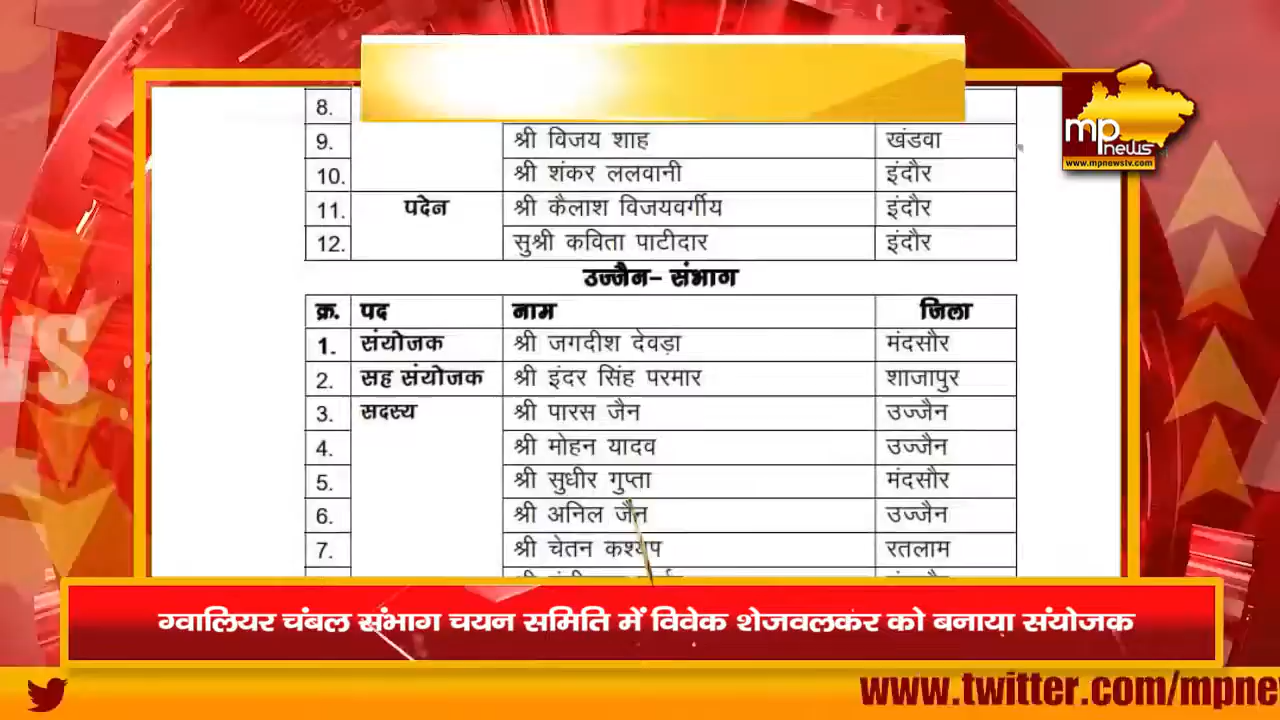 8.
9. श्री विजय शाह खंडवा
10. श्री शंकर ललवानी इंदौर
11. पदेन श्री कैलाश विजयवर्गीय इंदौर
12. सुश्री कविता पाटीदार इंदौर
उज्जैन- संभाग
क्र. पद नाम जिला
1. संयोजक श्री जगदीश देवड़ा मंदसौर
2. सह संयोजक श्री इंदर सिंह परमार शाजापुर
3. सदस्य श्री पारस जैन उज्जैन
4. श्री मोहन यादव उज्जैन
5. श्री सुधीर गुप्ता मंदसौर
6. श्री अनिल जैन उज्जैन
7. श्री चेतन कश्यप रतलाम
mp news
www.mpnewstv.com
ग्वालियर चंबल संभाग चयन समिति में विवेक शेजवलकर को बनाया संयोजक
www.twitter.com/mpne